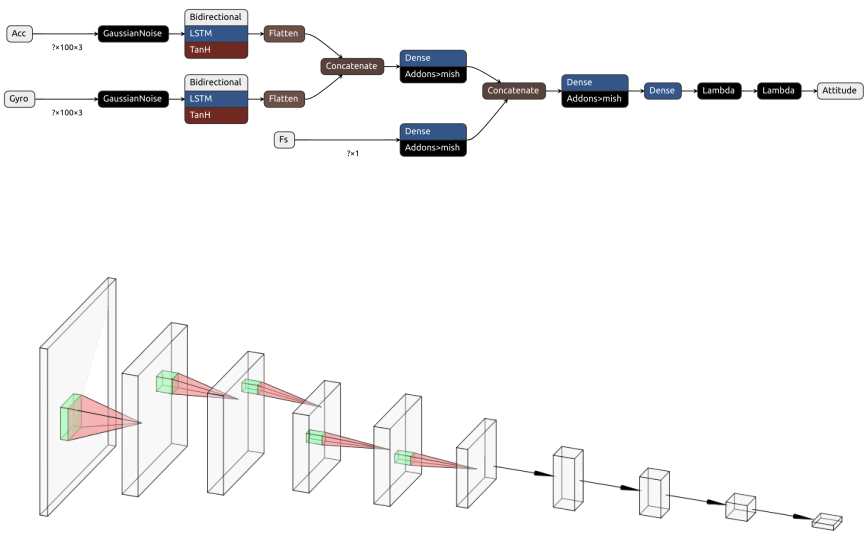 Acc
?×100×3
GaussianNoise
Bidirectional
LSTM
TanH
Flatten
Gyro
?×100×3
GaussianNoise
Bidirectional
LSTM
TanH
Flatten
Concatenate
Dense
Addons>mish
Fs
?×1
Dense
Addons>mish
Concatenate
Dense
Addons>mish
Dense
Lambda
Lambda
Attitude